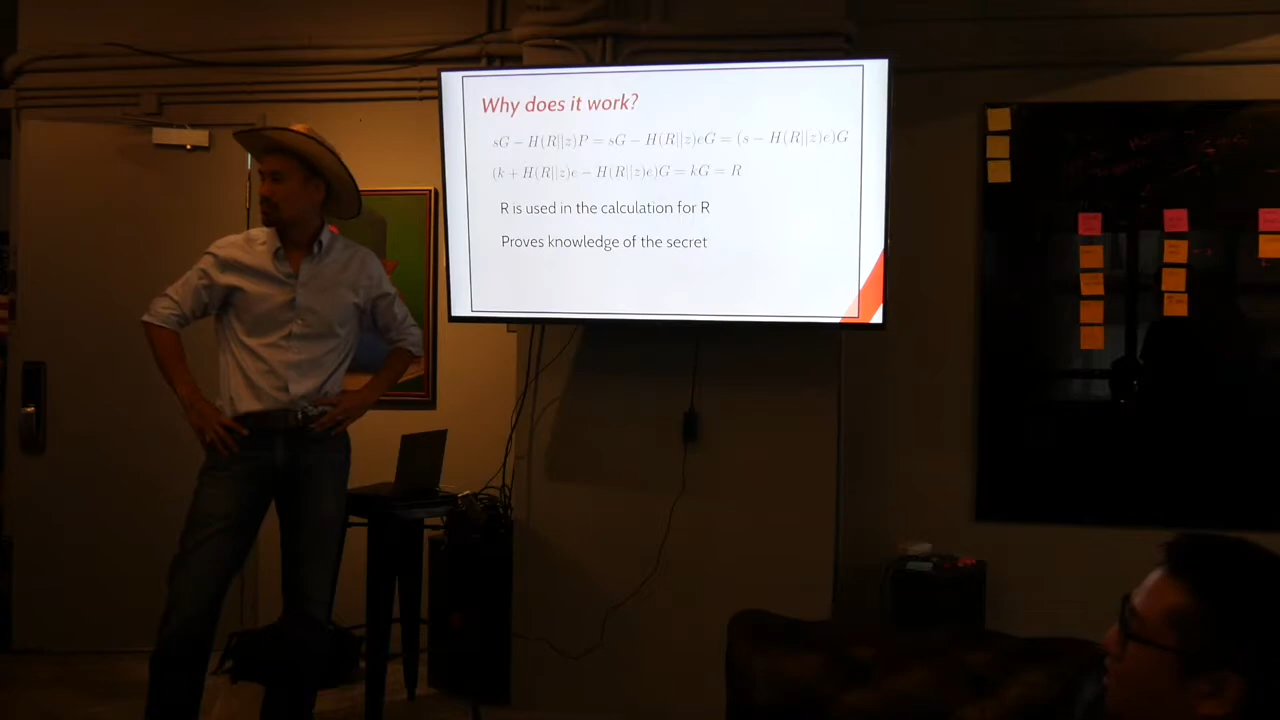 Why does it work?
sG − H(R||z)P = sG − H(R||z)eG = (s − H(R||z)e)G
(k + H(R||z)e − H(R||z)e)G = kG = R
R is used in the calculation for R
Proves knowledge of the secret